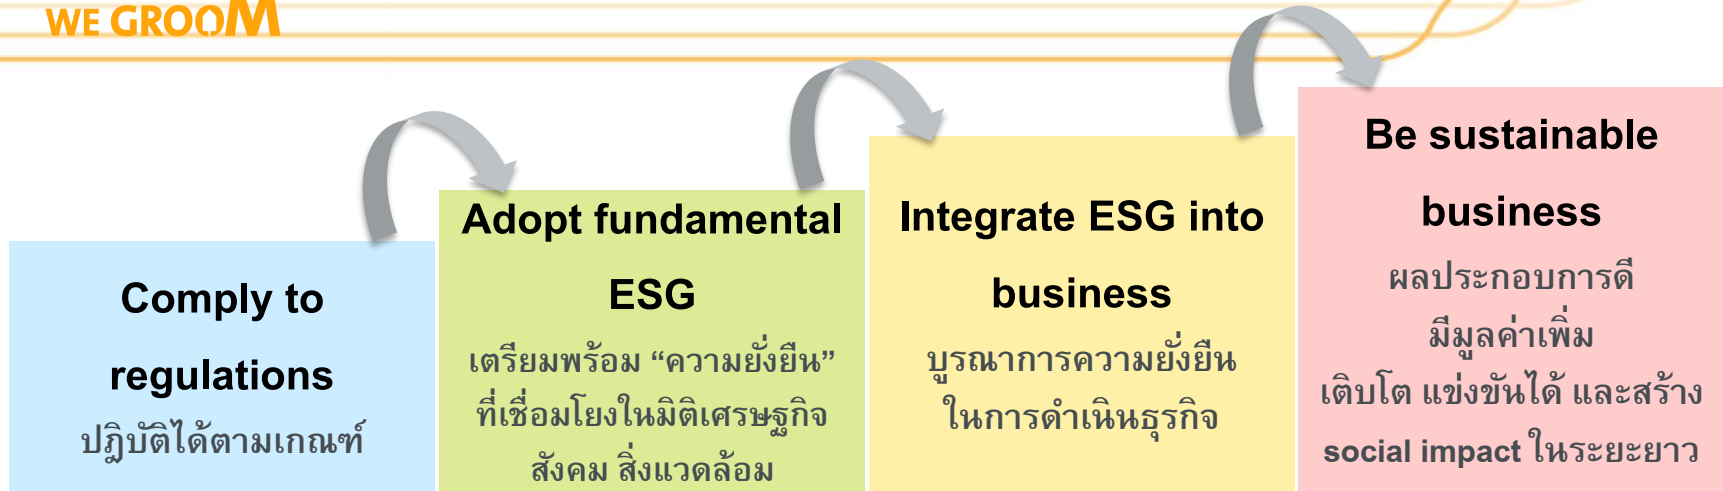 WE GROOM
Comply to
regulations
ปฎิบัติได้ตามเกณฑ์
Adopt fundamental
ESG
เตรียมพร้อม “ความยั่งยืน”
ที่เชื่อมโยงในมิติเศรษฐกิจ
สังคม สิ่งแวดล้อม
Integrate ESG into
business
บูรณาการความยั่งยืน
ในการดำเนินธุรกิจ
Be sustainable
business
ผลประกอบการดี
มีมูลค่าเพิ่ม
เติบโต แข่งขันได้ และสร้าง
social impact ในระยะยาว